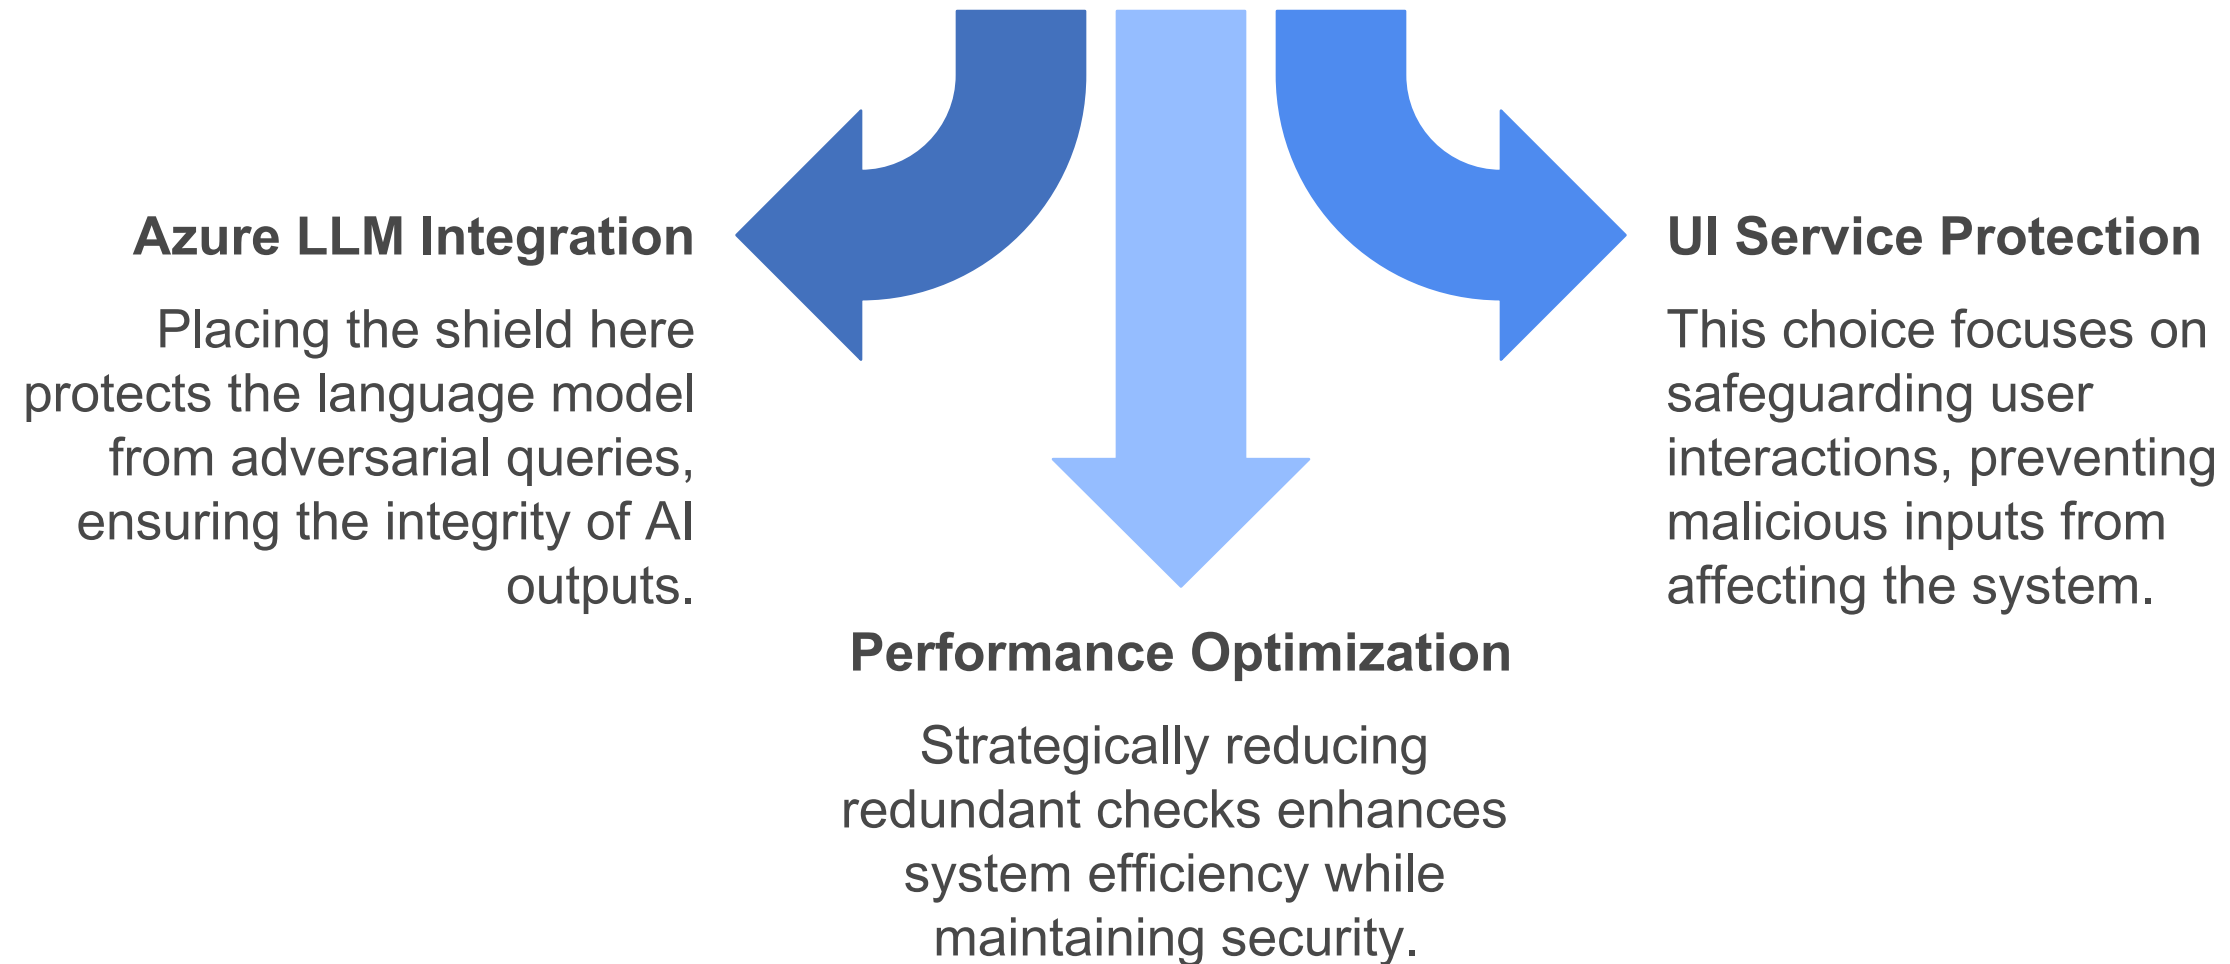 Azure LLM Integration
Placing the shield here
protects the language model
from adversarial queries,
ensuring the integrity of AI
outputs.
UI Service Protection
This choice focuses on
safeguarding user
interactions, preventing
malicious inputs from
affecting the system.
Performance Optimization
Strategically reducing
redundant checks enhances
system efficiency while
maintaining security.